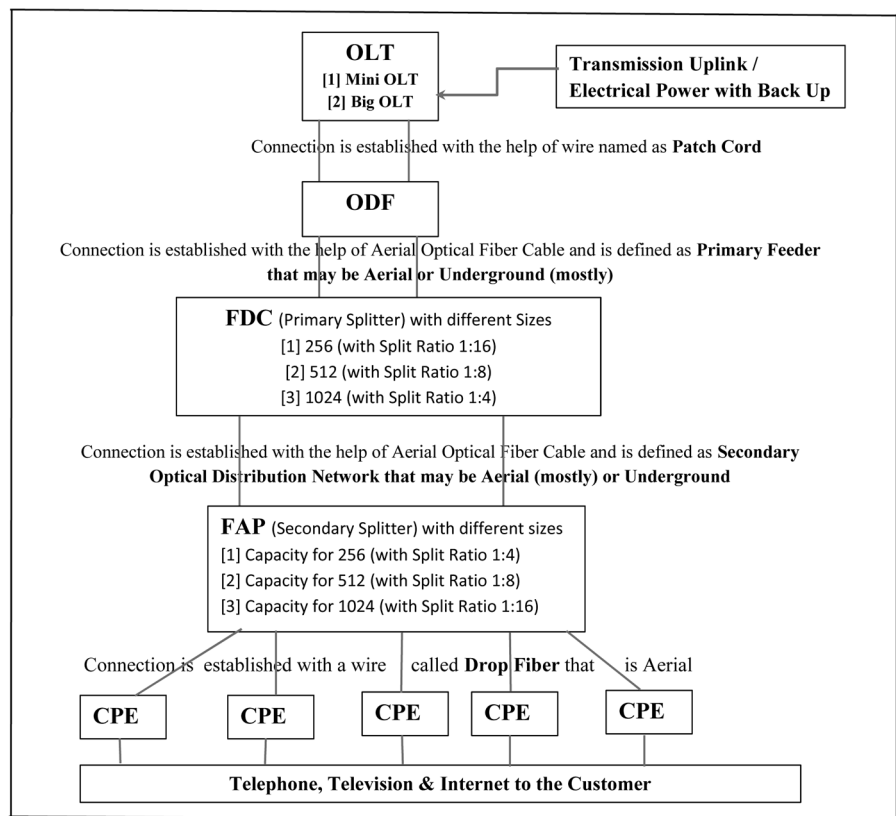 OLT
[1] Mini OLT
[2] Big OLT
Transmission Uplink /
Electrical Power with Back Up
Connection is established with the help of wire named as Patch Cord
ODF
Connection is established with the help of Aerial Optical Fiber Cable and is defined as Primary Feeder
that may be Aerial or Underground (mostly)
FDC (Primary Splitter) with different Sizes
[1] 256 (with Split Ratio 1:16)
[2] 512 (with Split Ratio 1:8)
[3] 1024 (with Split Ratio 1:4)
Connection is established with the help of Aerial Optical Fiber Cable and is defined as Secondary
Optical Distribution Network that may be Aerial (mostly) or Underground
FAP (Secondary Splitter) with different sizes
[1] Capacity for 256 (with Split Ratio 1:4)
[2] Capacity for 512 (with Split Ratio 1:8)
[3] Capacity for 1024 (with Split Ratio 1:16)
Connection is established with a wire called Drop Fiber that is Aerial
CPE CPE CPE CPE CPE
Telephone, Television & Internet to the Customer